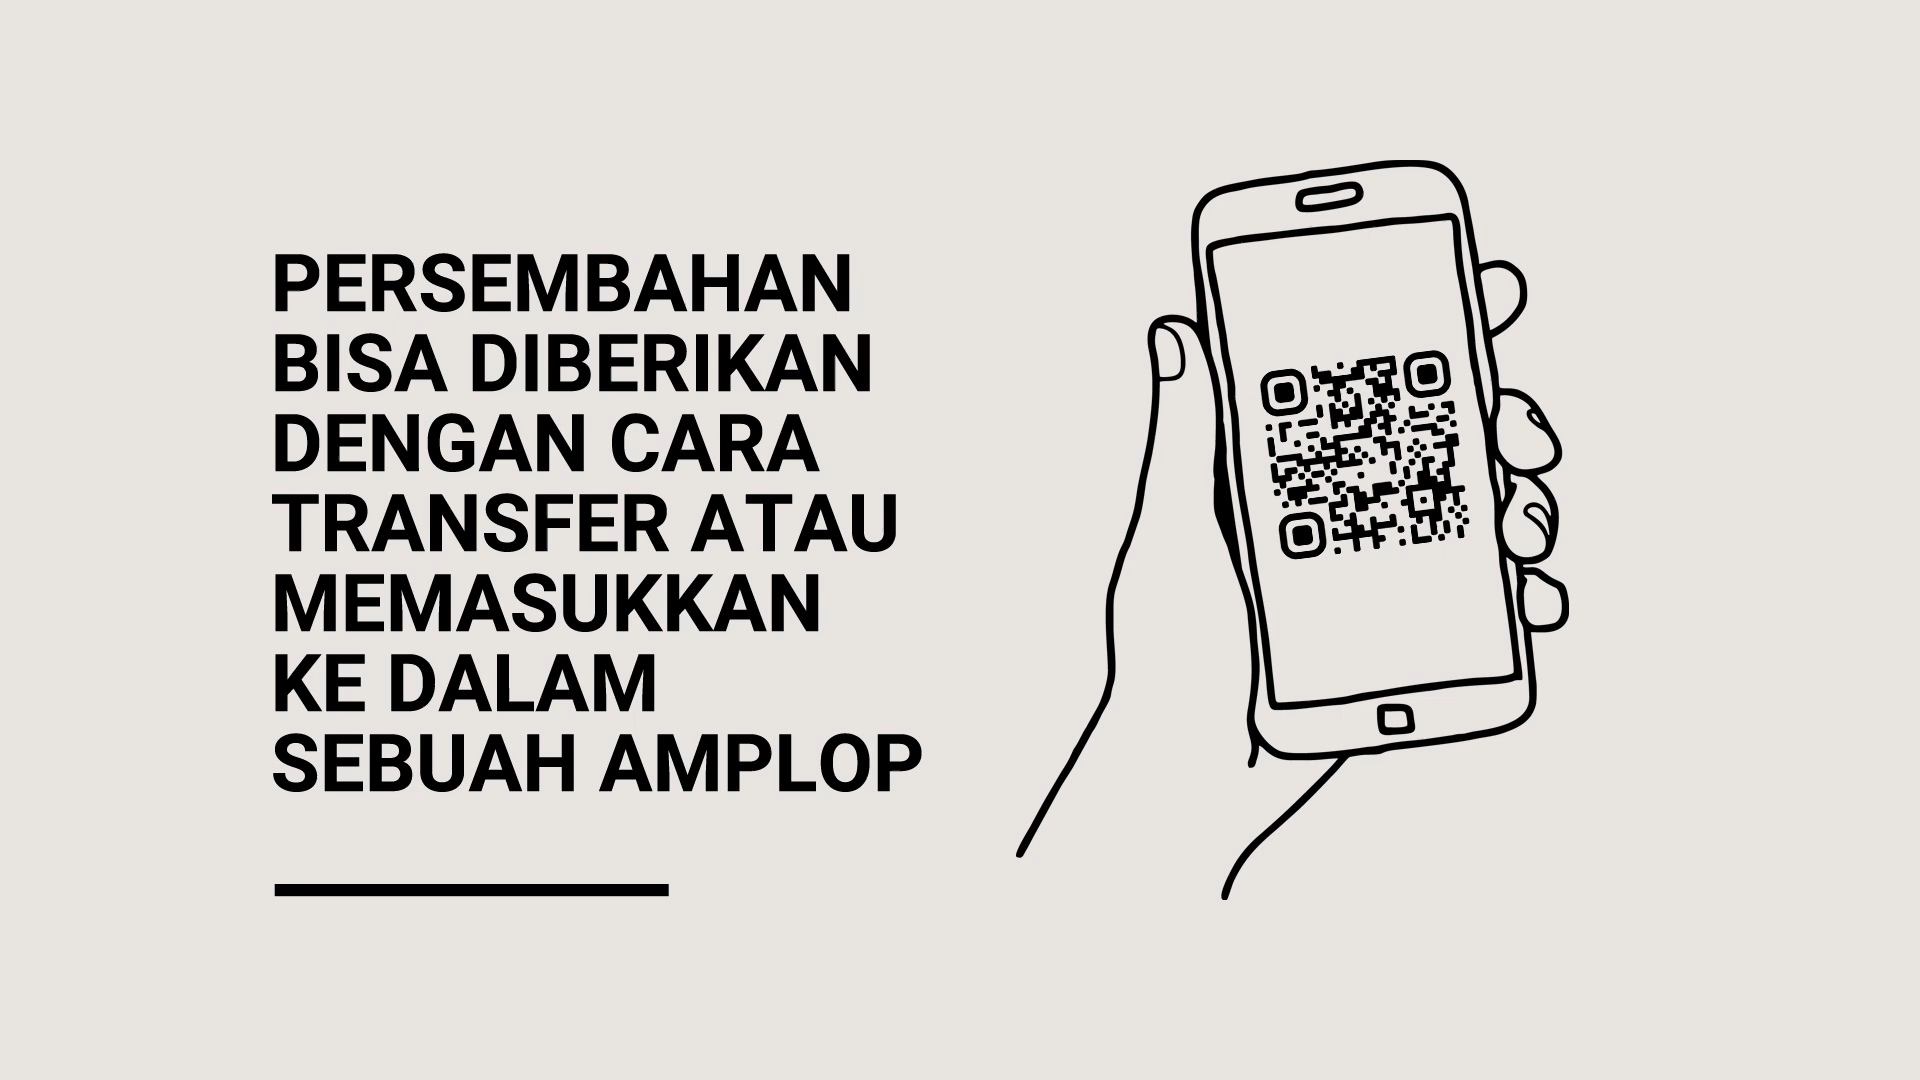 PERSEMBAHAN
BISA DIBERIKAN
DENGAN CARA
TRANSFER ATAU
MEMASUKKAN
KE DALAM
SEBUAH AMPLOP